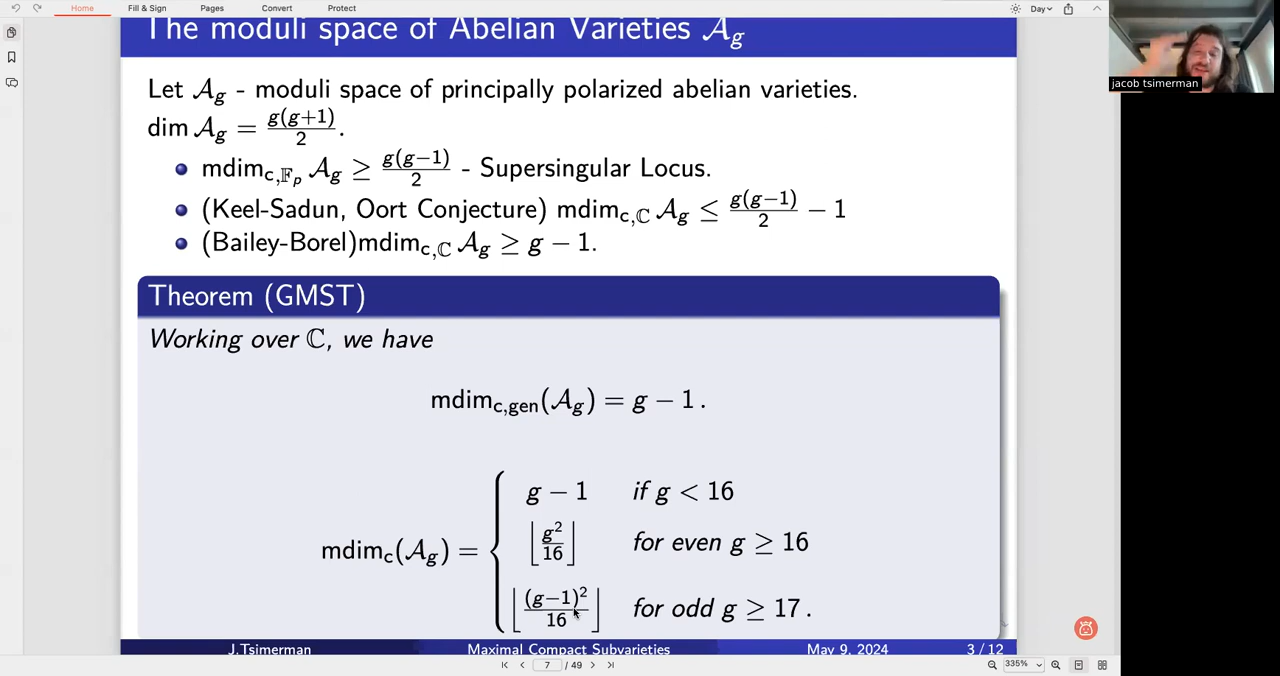 Home Fill & Sign Pages Convert Protect Day
The moduli space of Abelian Varieties 𝒜_g
jacob tsimerman
Let 𝒜_g - moduli space of principally polarized abelian varieties.
dim 𝒜_g = g(g+1)/2.
mdim_{c,𝔽_p} 𝒜_g ≥ g(g−1)/2 - Supersingular Locus.
(Keel-Sadun, Oort Conjecture) mdim_{c,ℂ} 𝒜_g ≤ g(g−1)/2 − 1
(Bailey-Borel)mdim_{c,ℂ} 𝒜_g ≥ g − 1.
Theorem (GMST)
Working over ℂ, we have
mdim_{c,gen}(𝒜_g) = g − 1.
mdim_c(𝒜_g) = { g − 1 if g < 16
⌊g²/16⌋ for even g ≥ 16
⌊(g−1)²/16⌋ for odd g ≥ 17.
J.Tsimerman Maximal Compact Subvarieties May 9, 2024 3 / 12
7 / 49 335%